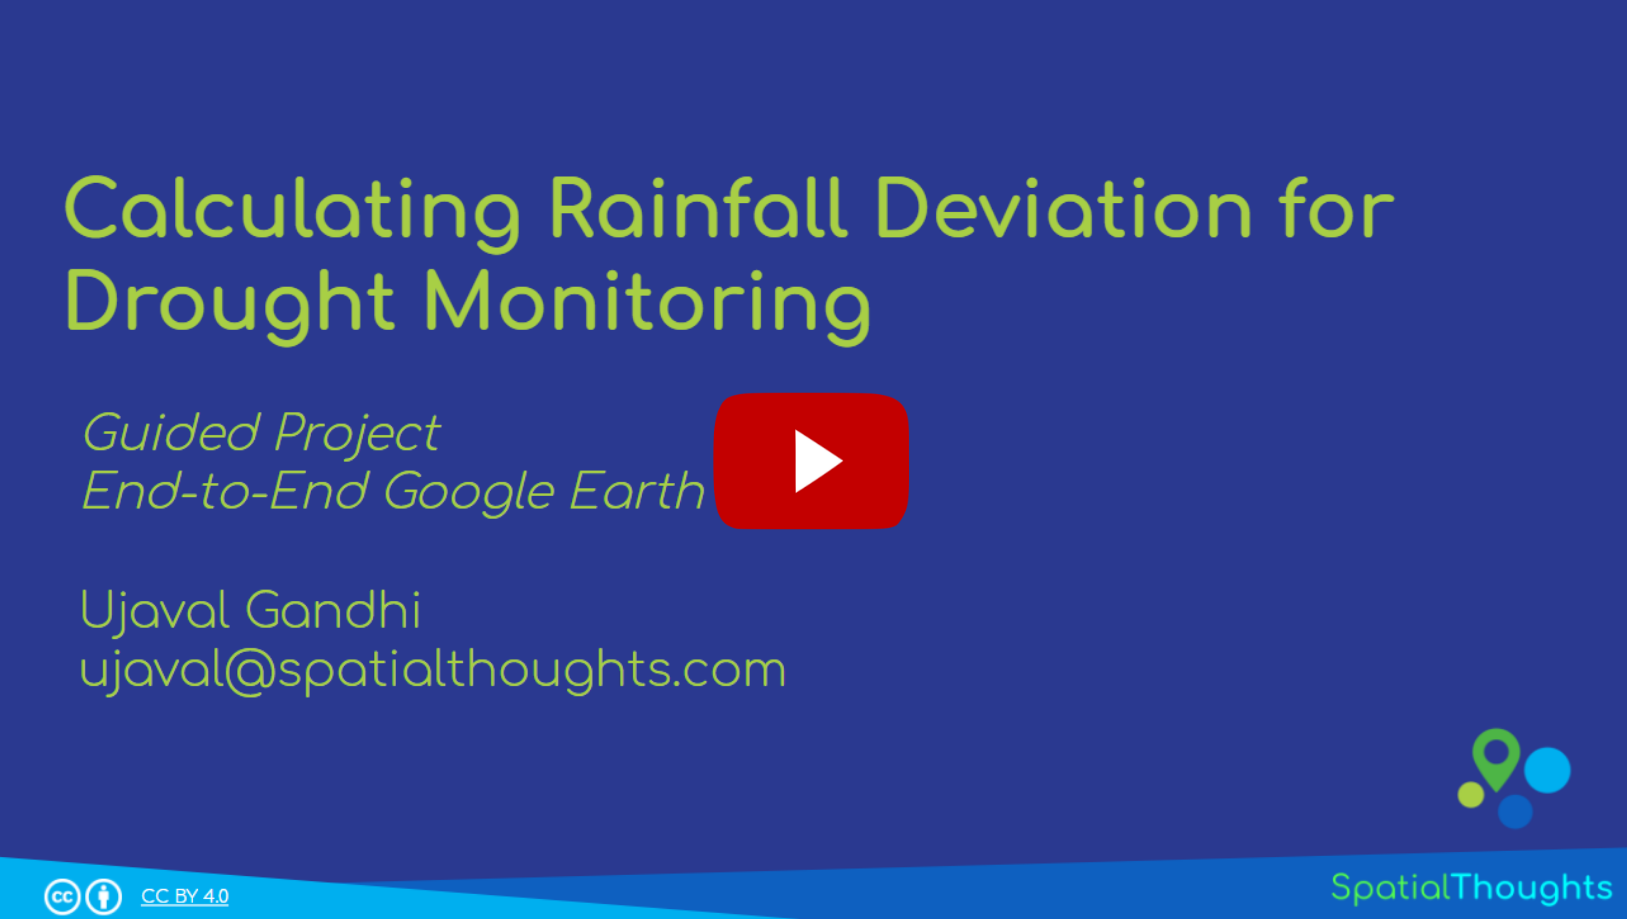 Calculating Rainfall Deviation for
Drought Monitoring
Guided Project
End-to-End Google Earth
Ujaval Gandhi
ujaval@spatialthoughts.com
cc
CC BY 4.0
SpatialThoughts